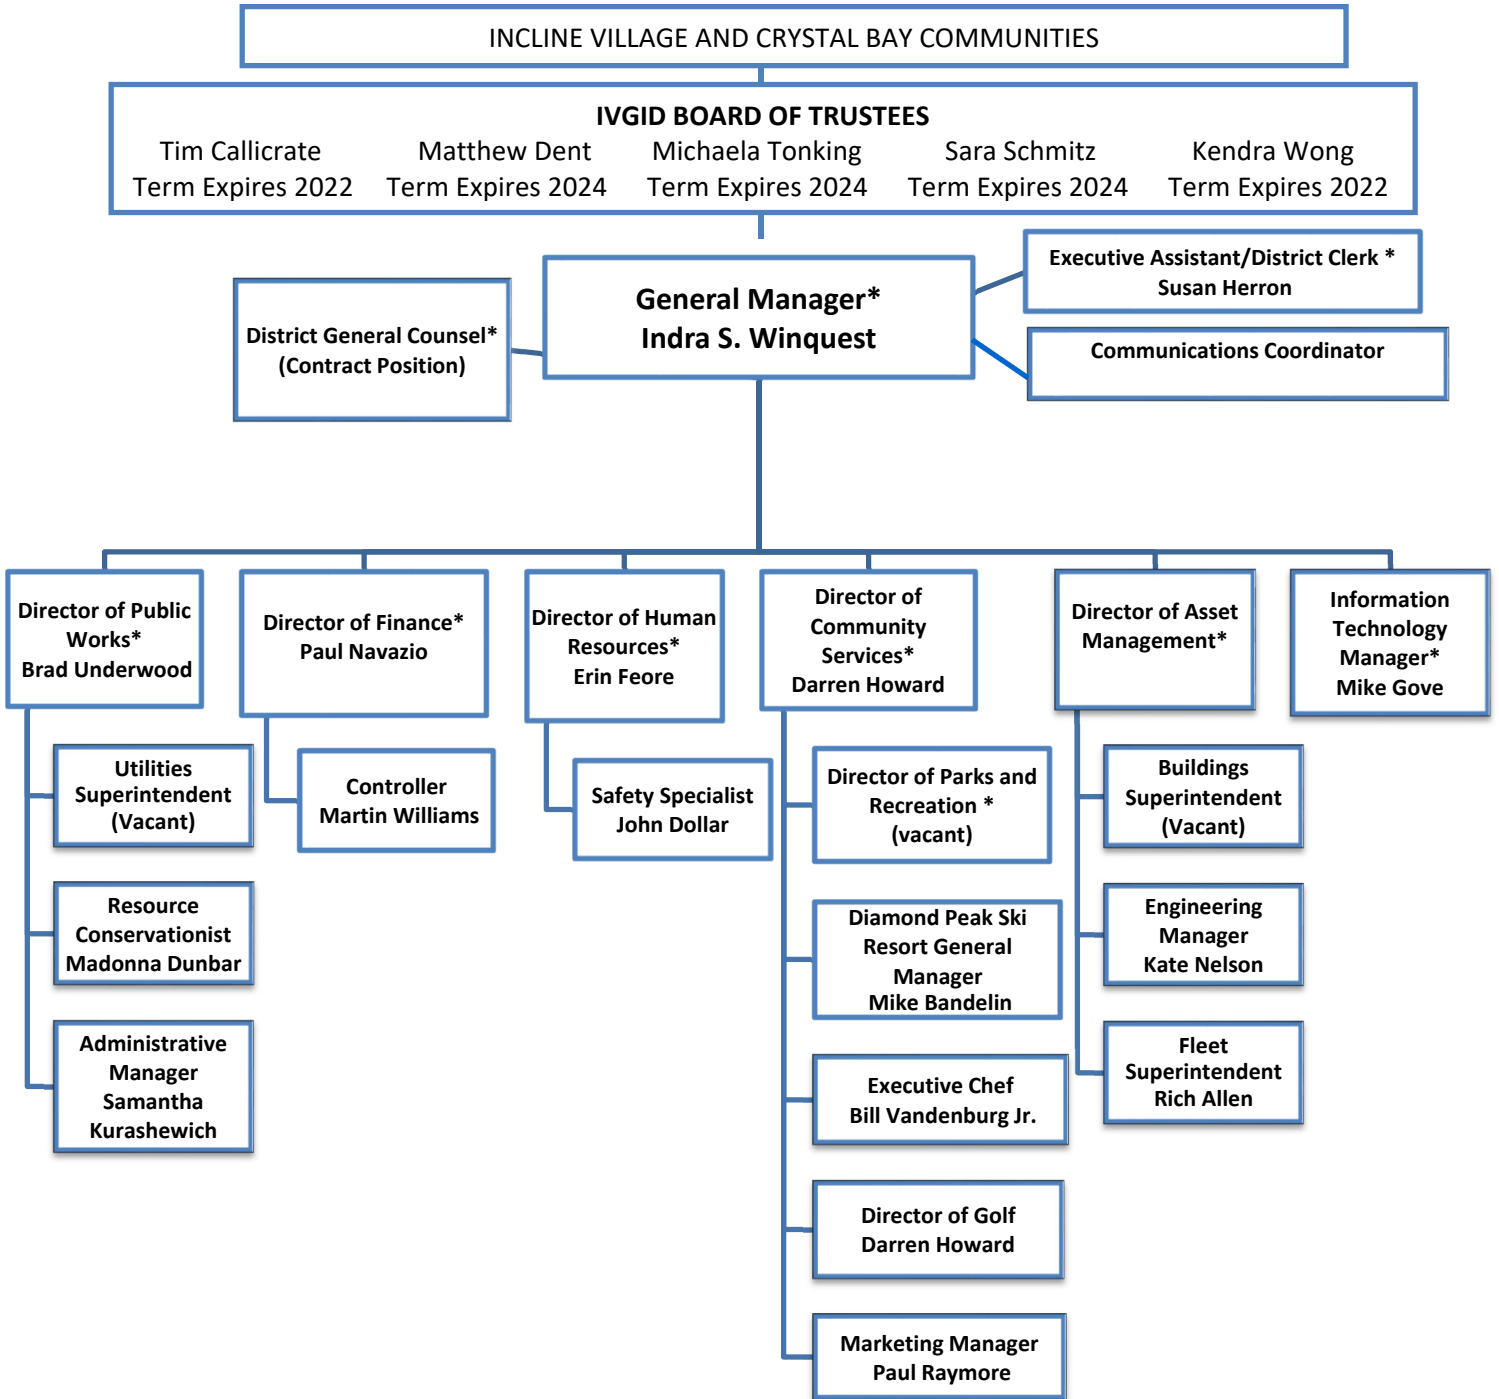 INCLINE VILLAGE AND CRYSTAL BAY COMMUNITIES
IVGID BOARD OF TRUSTEES
Tim Callicrate Matthew Dent Michaela Tonking Sara Schmitz Kendra Wong
Term Expires 2022 Term Expires 2024 Term Expires 2024 Term Expires 2024 Term Expires 2022
General Manager*
Indra S. Winquest
Executive Assistant/District Clerk *
Susan Herron
District General Counsel*
(Contract Position)
Communications Coordinator
Director of Public
Works*
Brad Underwood
Director of Finance*
Paul Navazio
Director of Human
Resources*
Erin Feore
Director of
Community
Services*
Darren Howard
Director of Asset
Management*
Information
Technology
Manager*
Mike Gove
Utilities
Superintendent
(Vacant)
Resource
Conservationist
Madonna Dunbar
Administrative
Manager
Samantha
Kurashewich
Controller
Martin Williams
Safety Specialist
John Dollar
Director of Parks and
Recreation *
(vacant)
Diamond Peak Ski
Resort General
Manager
Mike Bandelin
Executive Chef
Bill Vandenburg Jr.
Director of Golf
Darren Howard
Marketing Manager
Paul Raymore
Buildings
Superintendent
(Vacant)
Engineering
Manager
Kate Nelson
Fleet
Superintendent
Rich Allen